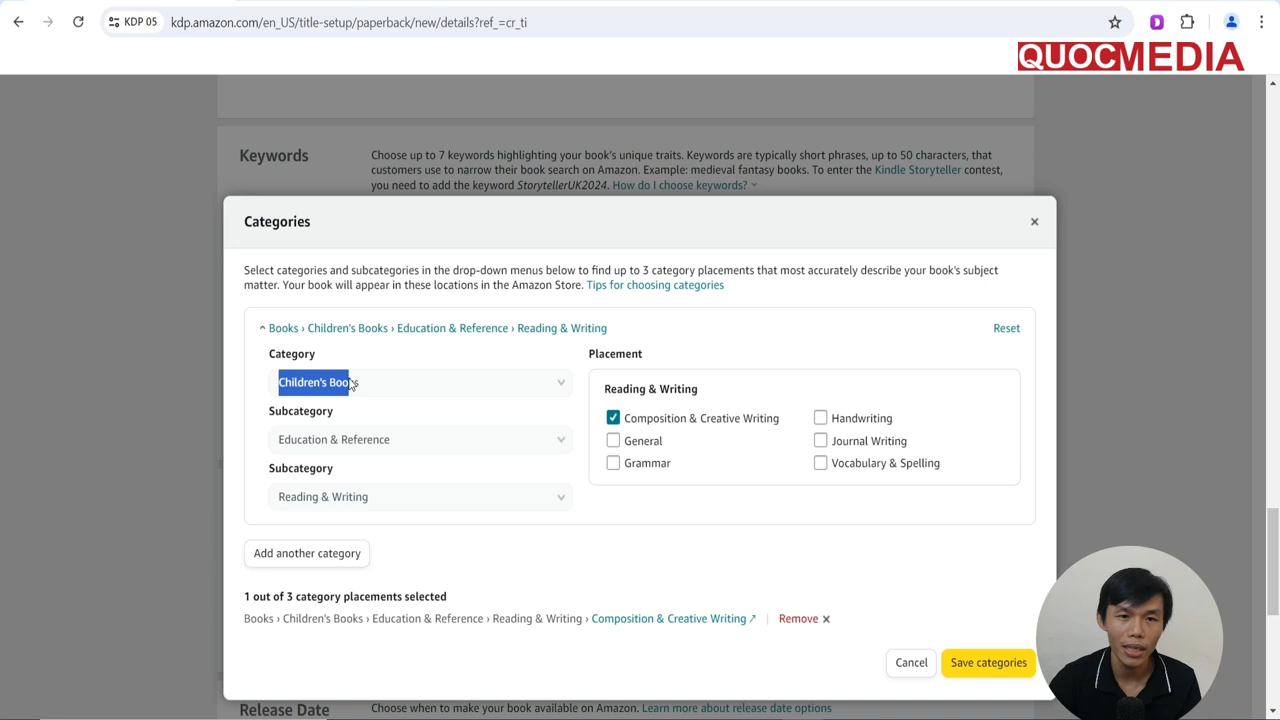 KDP 05
kdp.amazon.com/en_US/title-setup/paperback/new/details?ref_=cr_ti
QUOCMEDIA
Keywords
Choose up to 7 keywords highlighting your book's unique traits. Keywords are typically short phrases, up to 50 characters, that
customers use to narrow their book search on Amazon. Example: medieval fantasy books. To enter the Kindle Storyteller contest,
you need to add the keyword StorytellerUK2024. How do I choose keywords?
Categories
×
Select categories and subcategories in the drop-down menus below to find up to 3 category placements that most accurately describe your book's subject
matter. Your book will appear in these locations in the Amazon Store. Tips for choosing categories
Books › Children's Books › Education & Reference › Reading & Writing
Reset
Category
Placement
Children's Books
Reading & Writing
Subcategory
Composition & Creative Writing
Handwriting
Education & Reference
General
Journal Writing
Subcategory
Grammar
Vocabulary & Spelling
Reading & Writing
Add another category
1 out of 3 category placements selected
Books › Children's Books › Education & Reference › Reading & Writing › Composition & Creative Writing | Remove ×
Cancel
Save categories
Release Date
Choose when to make your book available on Amazon. Learn more about release date options